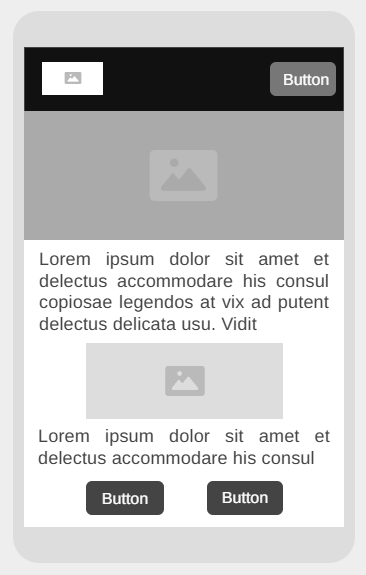 Button
Lorem ipsum dolor sit amet et
delectus accommodare his consul
copiosae legendos at vix ad putent
delectus delicata usu. Vidit
Lorem ipsum dolor sit amet et
delectus accommodare his consul
Button Button